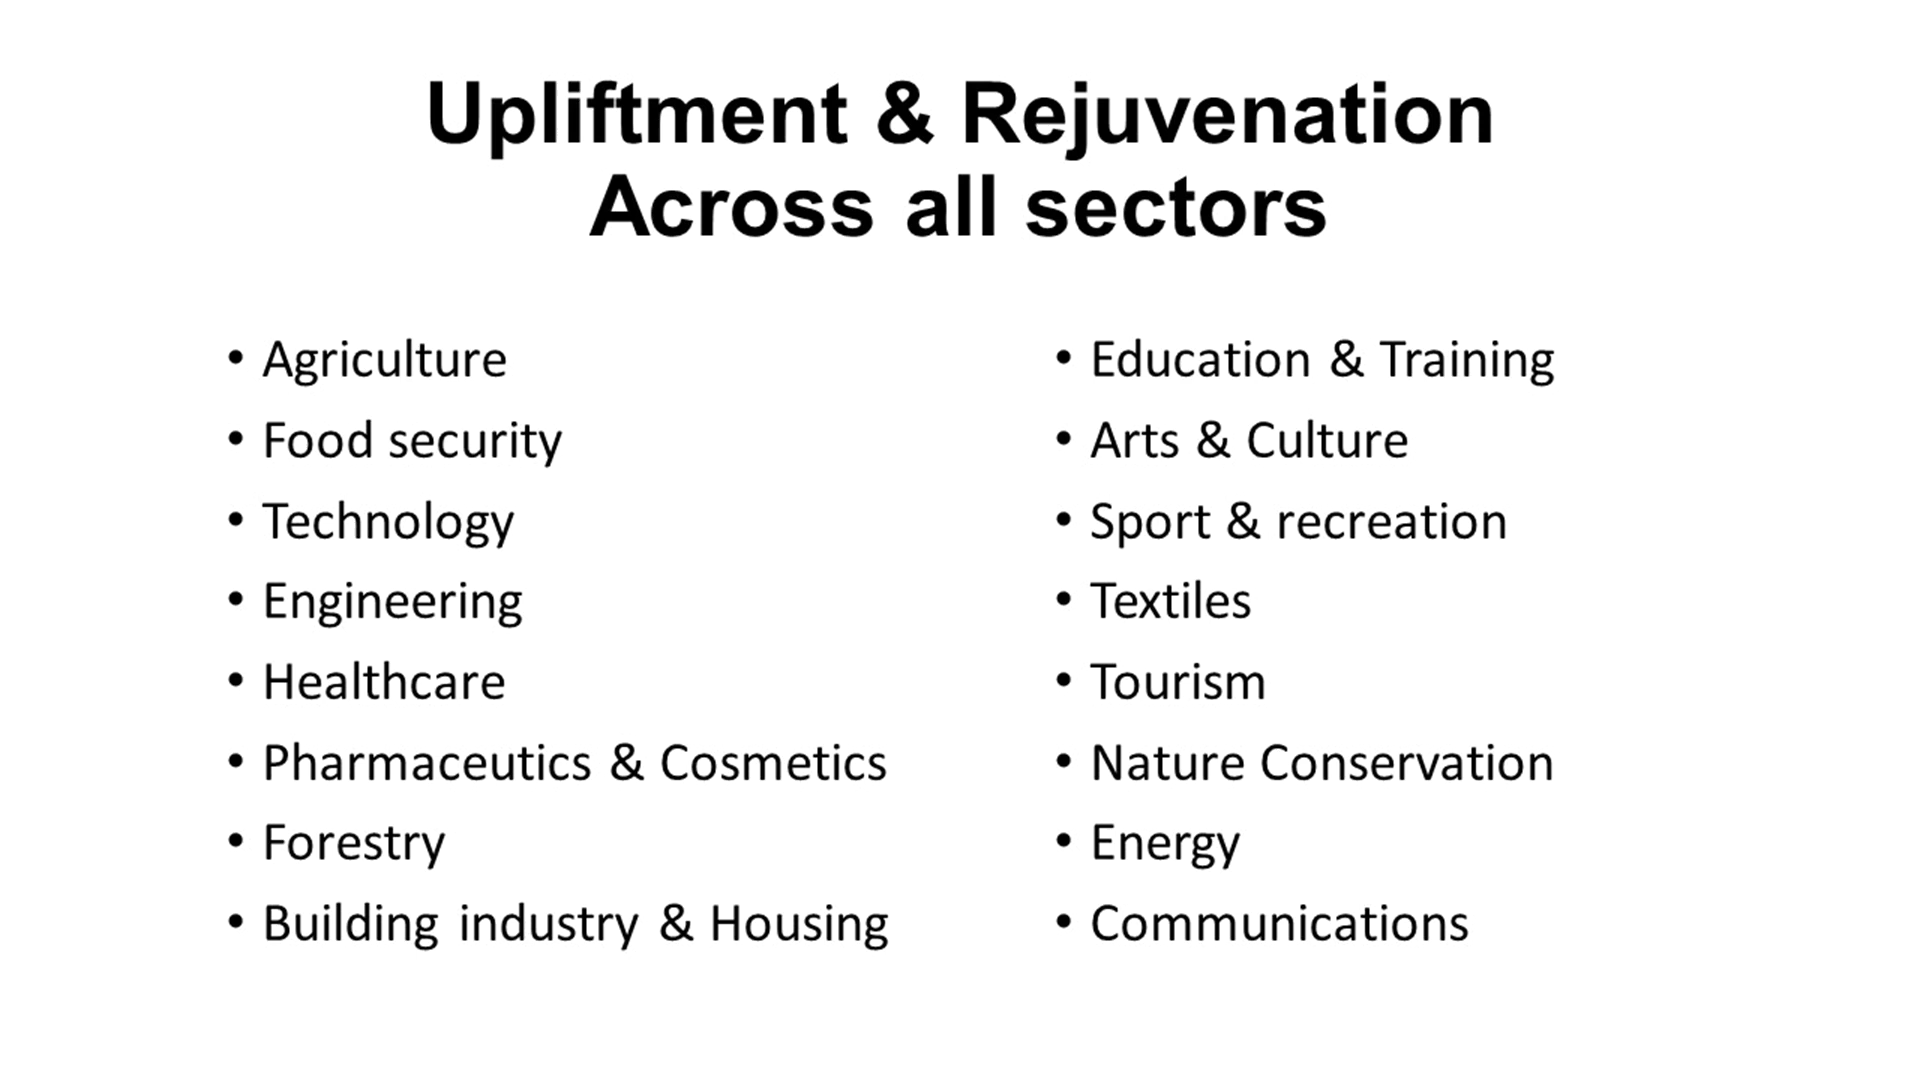 Upliftment & Rejuvenation
Across all sectors
• Agriculture
• Food security
• Technology
• Engineering
• Healthcare
• Pharmaceutics & Cosmetics
• Forestry
• Building industry & Housing
• Education & Training
• Arts & Culture
• Sport & recreation
• Textiles
• Tourism
• Nature Conservation
• Energy
• Communications